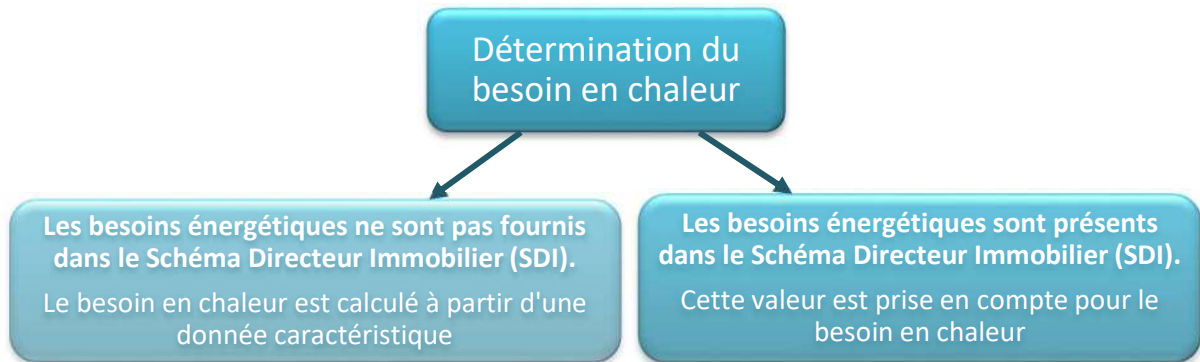 Détermination du
besoin en chaleur
Les besoins énergétiques ne sont pas fournis
dans le Schéma Directeur Immobilier (SDI).
Le besoin en chaleur est calculé à partir d'une
donnée caractéristique
Les besoins énergétiques sont présents
dans le Schéma Directeur Immobilier (SDI).
Cette valeur est prise en compte pour le
besoin en chaleur